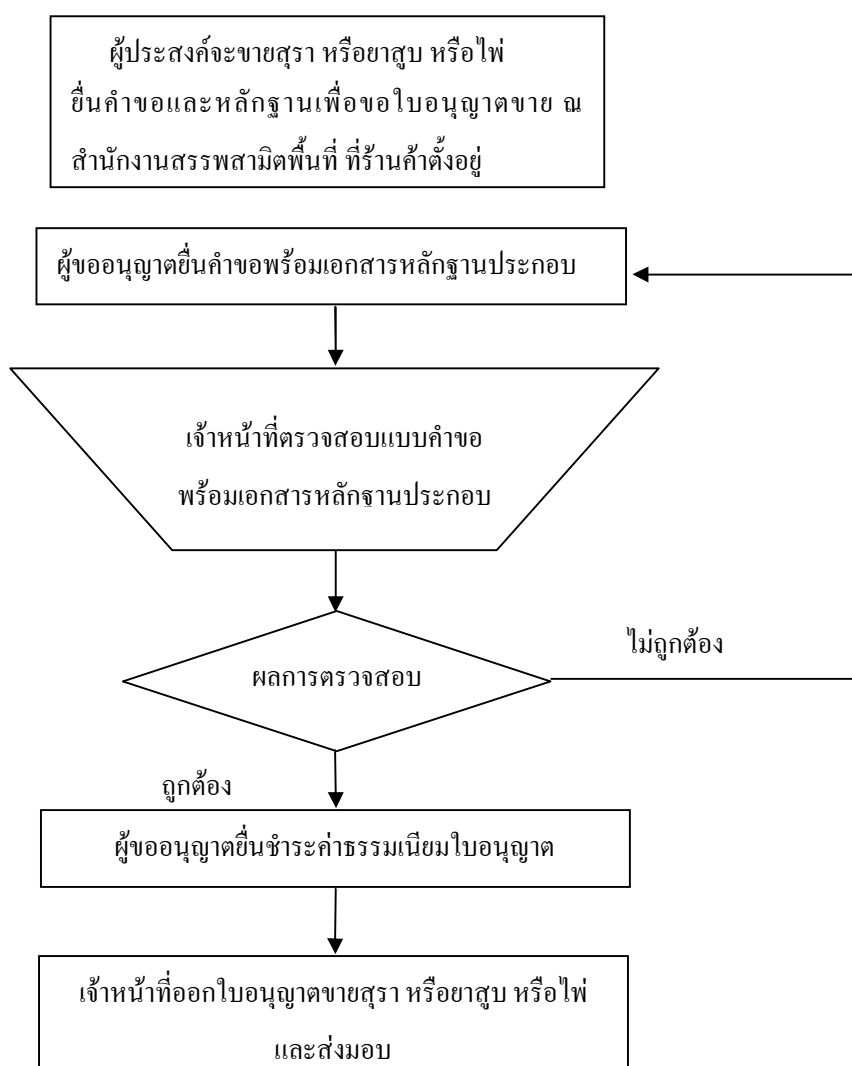 ผู้ประสงค์จะขายสุรา หรือยาสูบ หรือไพ่
ยื่นคำขอและหลักฐานเพื่อขอใบอนุญาตขาย ณ
สำนักงานสรรพสามิตพื้นที่ ที่ร้านค้าตั้งอยู่
ผู้ขออนุญาตยื่นคำขอพร้อมเอกสารหลักฐานประกอบ
เจ้าหน้าที่ตรวจสอบแบบคำขอ
พร้อมเอกสารหลักฐานประกอบ
ไม่ถูกต้อง
ผลการตรวจสอบ
ถูกต้อง
ผู้ขออนุญาตยื่นชำระค่าธรรมเนียมใบอนุญาต
เจ้าหน้าที่ออกใบอนุญาตขายสุรา หรือยาสูบ หรือไพ่
และส่งมอบ